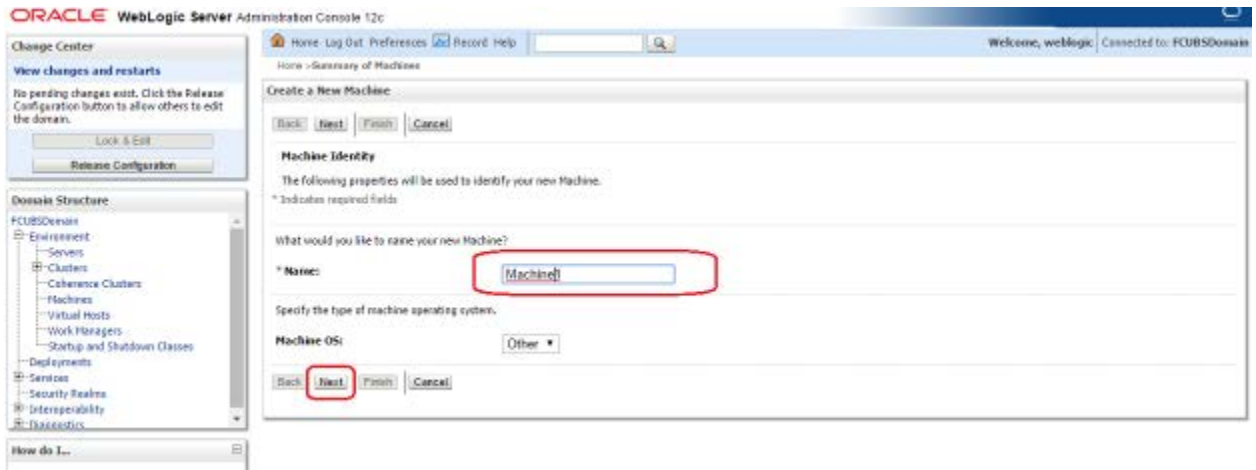 ORACLE WebLogic Server Administration Console 12c
Change Center
View changes and restarts
No pending changes exist. Click the Release
Configuration button to allow others to edit
the domain.
Lock & Edit
Release Configuration
Domain Structure
FCUBSDomain
Environment
Servers
Clusters
Coherence Clusters
Machines
Virtual Hosts
Work Managers
Startup and Shutdown Classes
Deployments
Services
Security Realms
Interoperability
Diagnostics
How do I...
Home Log Out Preferences Record Help
Welcome, weblogic Connected to: FCUBSDomain
Home >Summary of Machines
Create a New Machine
Back Next Finish Cancel
Machine Identity
The following properties will be used to identify your new Machine.
* Indicates required fields
What would you like to name your new Machine?
* Name: Machine1
Specify the type of machine operating system.
Machine OS: Other
Back Next Finish Cancel